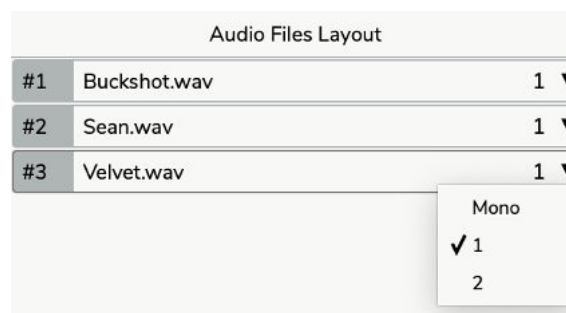 Audio Files Layout
#1 Buckshot.wav 1
#2 Sean.wav 1
#3 Velvet.wav 1
Mono
✓ 1
2